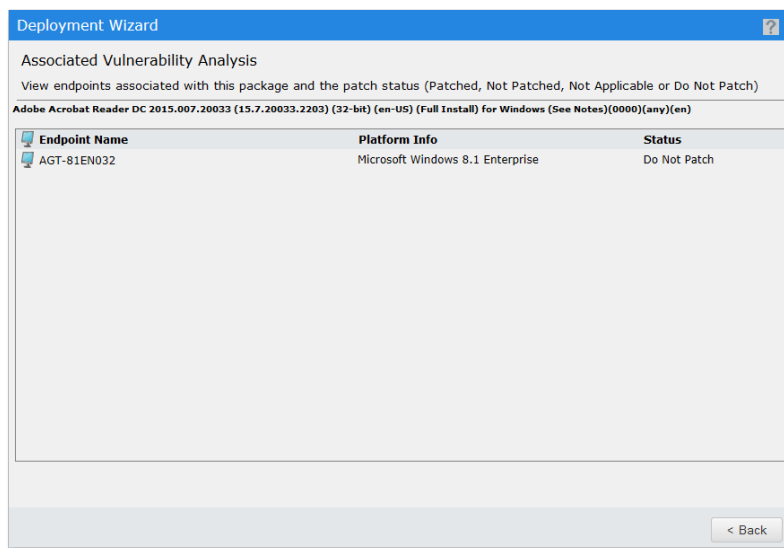 Deployment Wizard
?
Associated Vulnerability Analysis
View endpoints associated with this package and the patch status (Patched, Not Patched, Not Applicable or Do Not Patch)
Adobe Acrobat Reader DC 2015.007.20033 (15.7.20033.2203) (32-bit) (en-US) (Full Install) for Windows (See Notes)(0000)(any)(en)
Endpoint Name Platform Info Status
AGT-81EN032 Microsoft Windows 8.1 Enterprise Do Not Patch
< Back